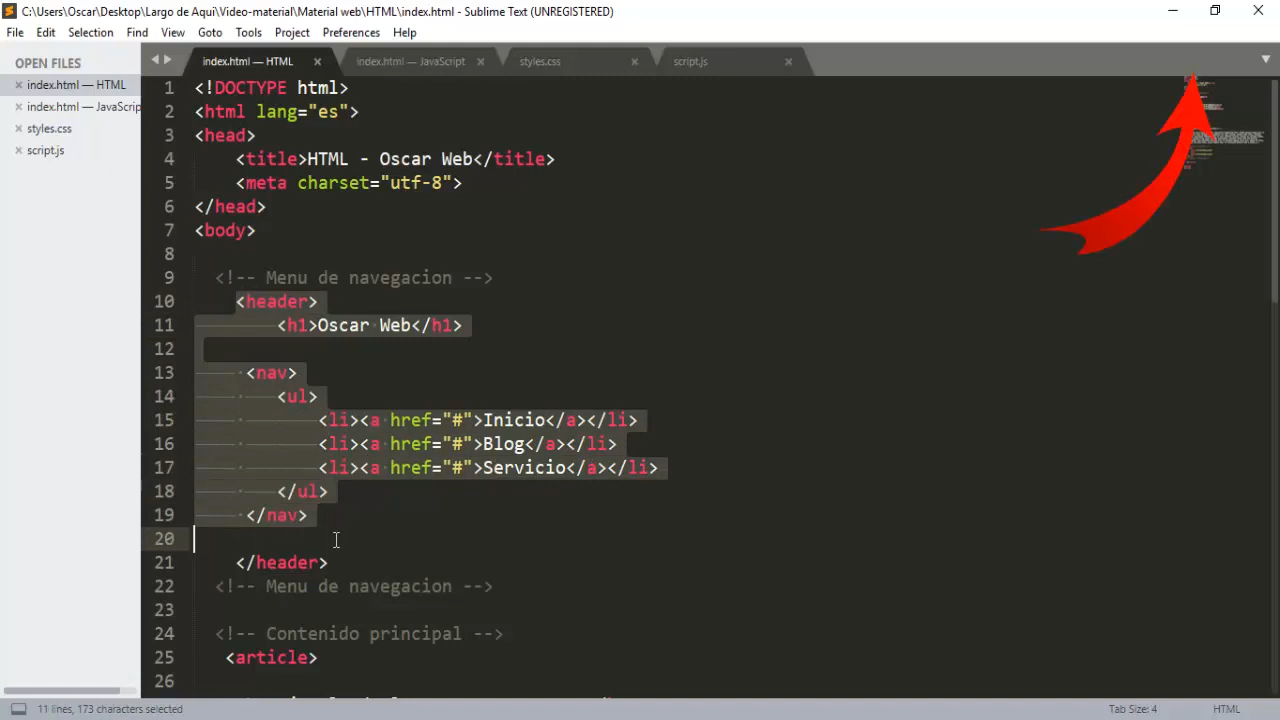 C:\Users\Oscar\Desktop\Largo de Aqui\Video-material\Material web\HTML\index.html - Sublime Text (UNREGISTERED)
File Edit Selection Find View Goto Tools Project Preferences Help
OPEN FILES
index.html — HTML
index.html — JavaScrip
styles.css
script.js
index.html — HTML index.html — JavaScript styles.css script.js
1 <!DOCTYPE html>
2 <html lang="es">
3 <head>
4 <title>HTML - Oscar Web</title>
5 <meta charset="utf-8">
6 </head>
7 <body>
8
9 <!-- Menu de navegacion -->
10 <header>
11 <h1>Oscar Web</h1>
12
13 <nav>
14 <ul>
15 <li><a href="#">Inicio</a></li>
16 <li><a href="#">Blog</a></li>
17 <li><a href="#">Servicio</a></li>
18 </ul>
19 </nav>
20
21 </header>
22 <!-- Menu de navegacion -->
23
24 <!-- Contenido principal -->
25 <article>
26
11 lines, 173 characters selected
Tab Size: 4 HTML